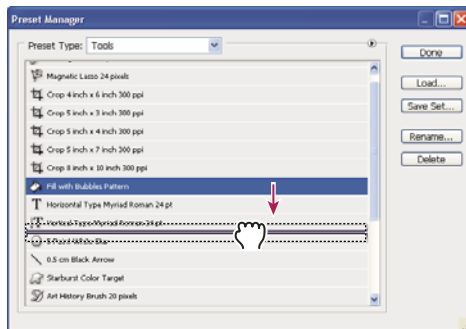 Preset Manager
Preset Type: Tools
Done
Load...
Save Set...
Rename...
Delete
Magnetic Lasso 24 pixels
Crop 4 inch x 6 inch 300 ppi
Crop 5 inch x 3 inch 300 ppi
Crop 5 inch x 4 inch 300 ppi
Crop 5 inch x 7 inch 300 ppi
Crop 8 inch x 10 inch 300 ppi
Fill with Bubbles Pattern
Horizontal Type Myriad Roman 24 pt
Vertical Type Myriad Roman 24 pt
5 Point White Star
0.5 cm Black Arrow
Starburst Color Target
Art History Brush 20 pixels